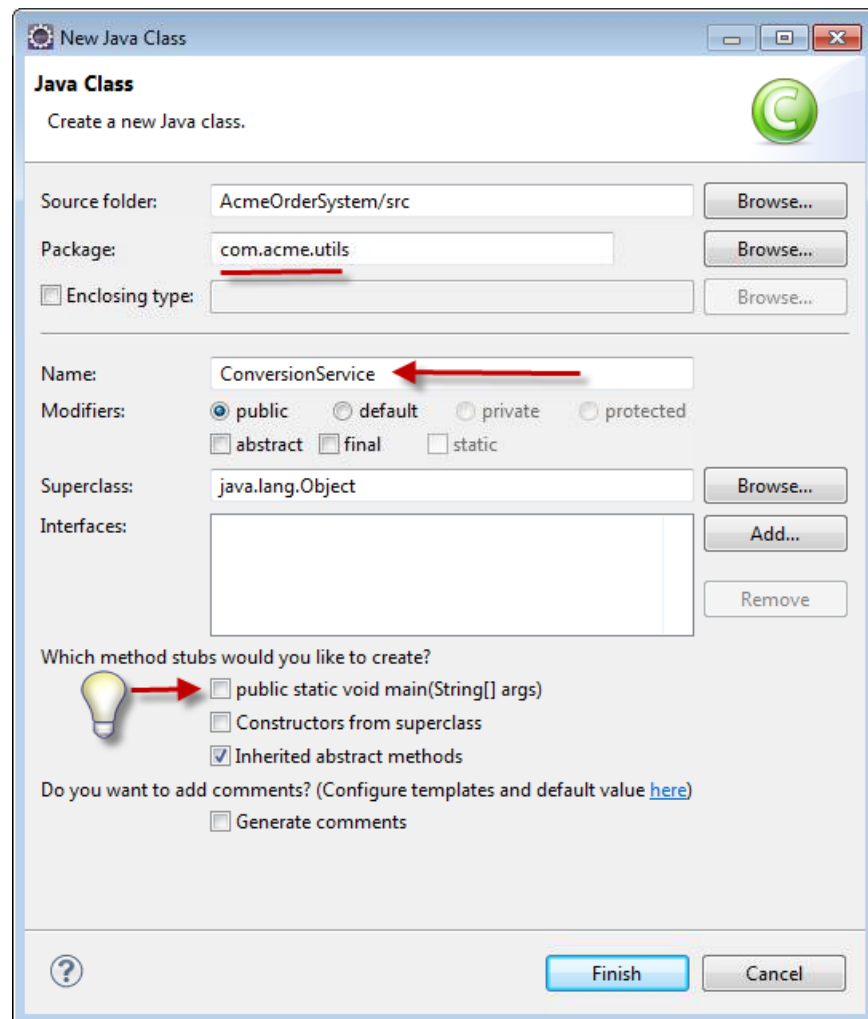 New Java Class
Java Class
Create a new Java class.
C
Source folder: AcmeOrderSystem/src Browse...
Package: com.acme.utils Browse...
Enclosing type: Browse...
Name: ConversionService
Modifiers: public default private protected
abstract final static
Superclass: java.lang.Object Browse...
Interfaces: Add...
Remove
Which method stubs would you like to create?
public static void main(String[] args)
Constructors from superclass
Inherited abstract methods
Do you want to add comments? (Configure templates and default value here)
Generate comments
? Finish Cancel